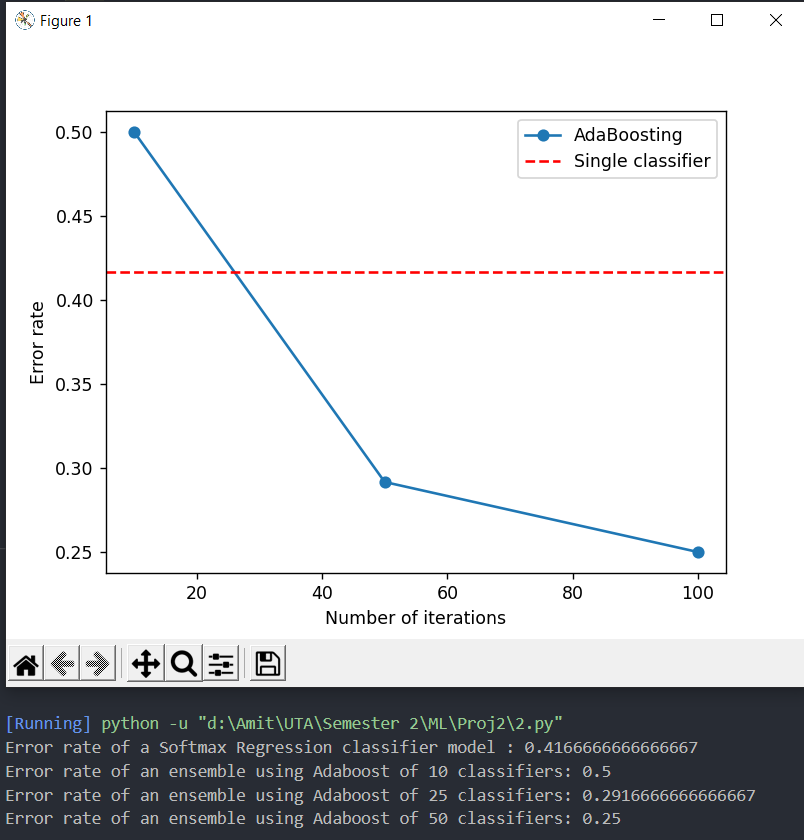 Figure 1
0.50
0.45
0.40
0.35
0.30
0.25
Error rate
AdaBoosting
Single classifier
20 40 60 80 100
Number of iterations
[Running] python -u "d:\Amit\UTA\Semester 2\ML\Proj2\2.py"
Error rate of a Softmax Regression classifier model : 0.4166666666666667
Error rate of an ensemble using Adaboost of 10 classifiers: 0.5
Error rate of an ensemble using Adaboost of 25 classifiers: 0.2916666666666667
Error rate of an ensemble using Adaboost of 50 classifiers: 0.25